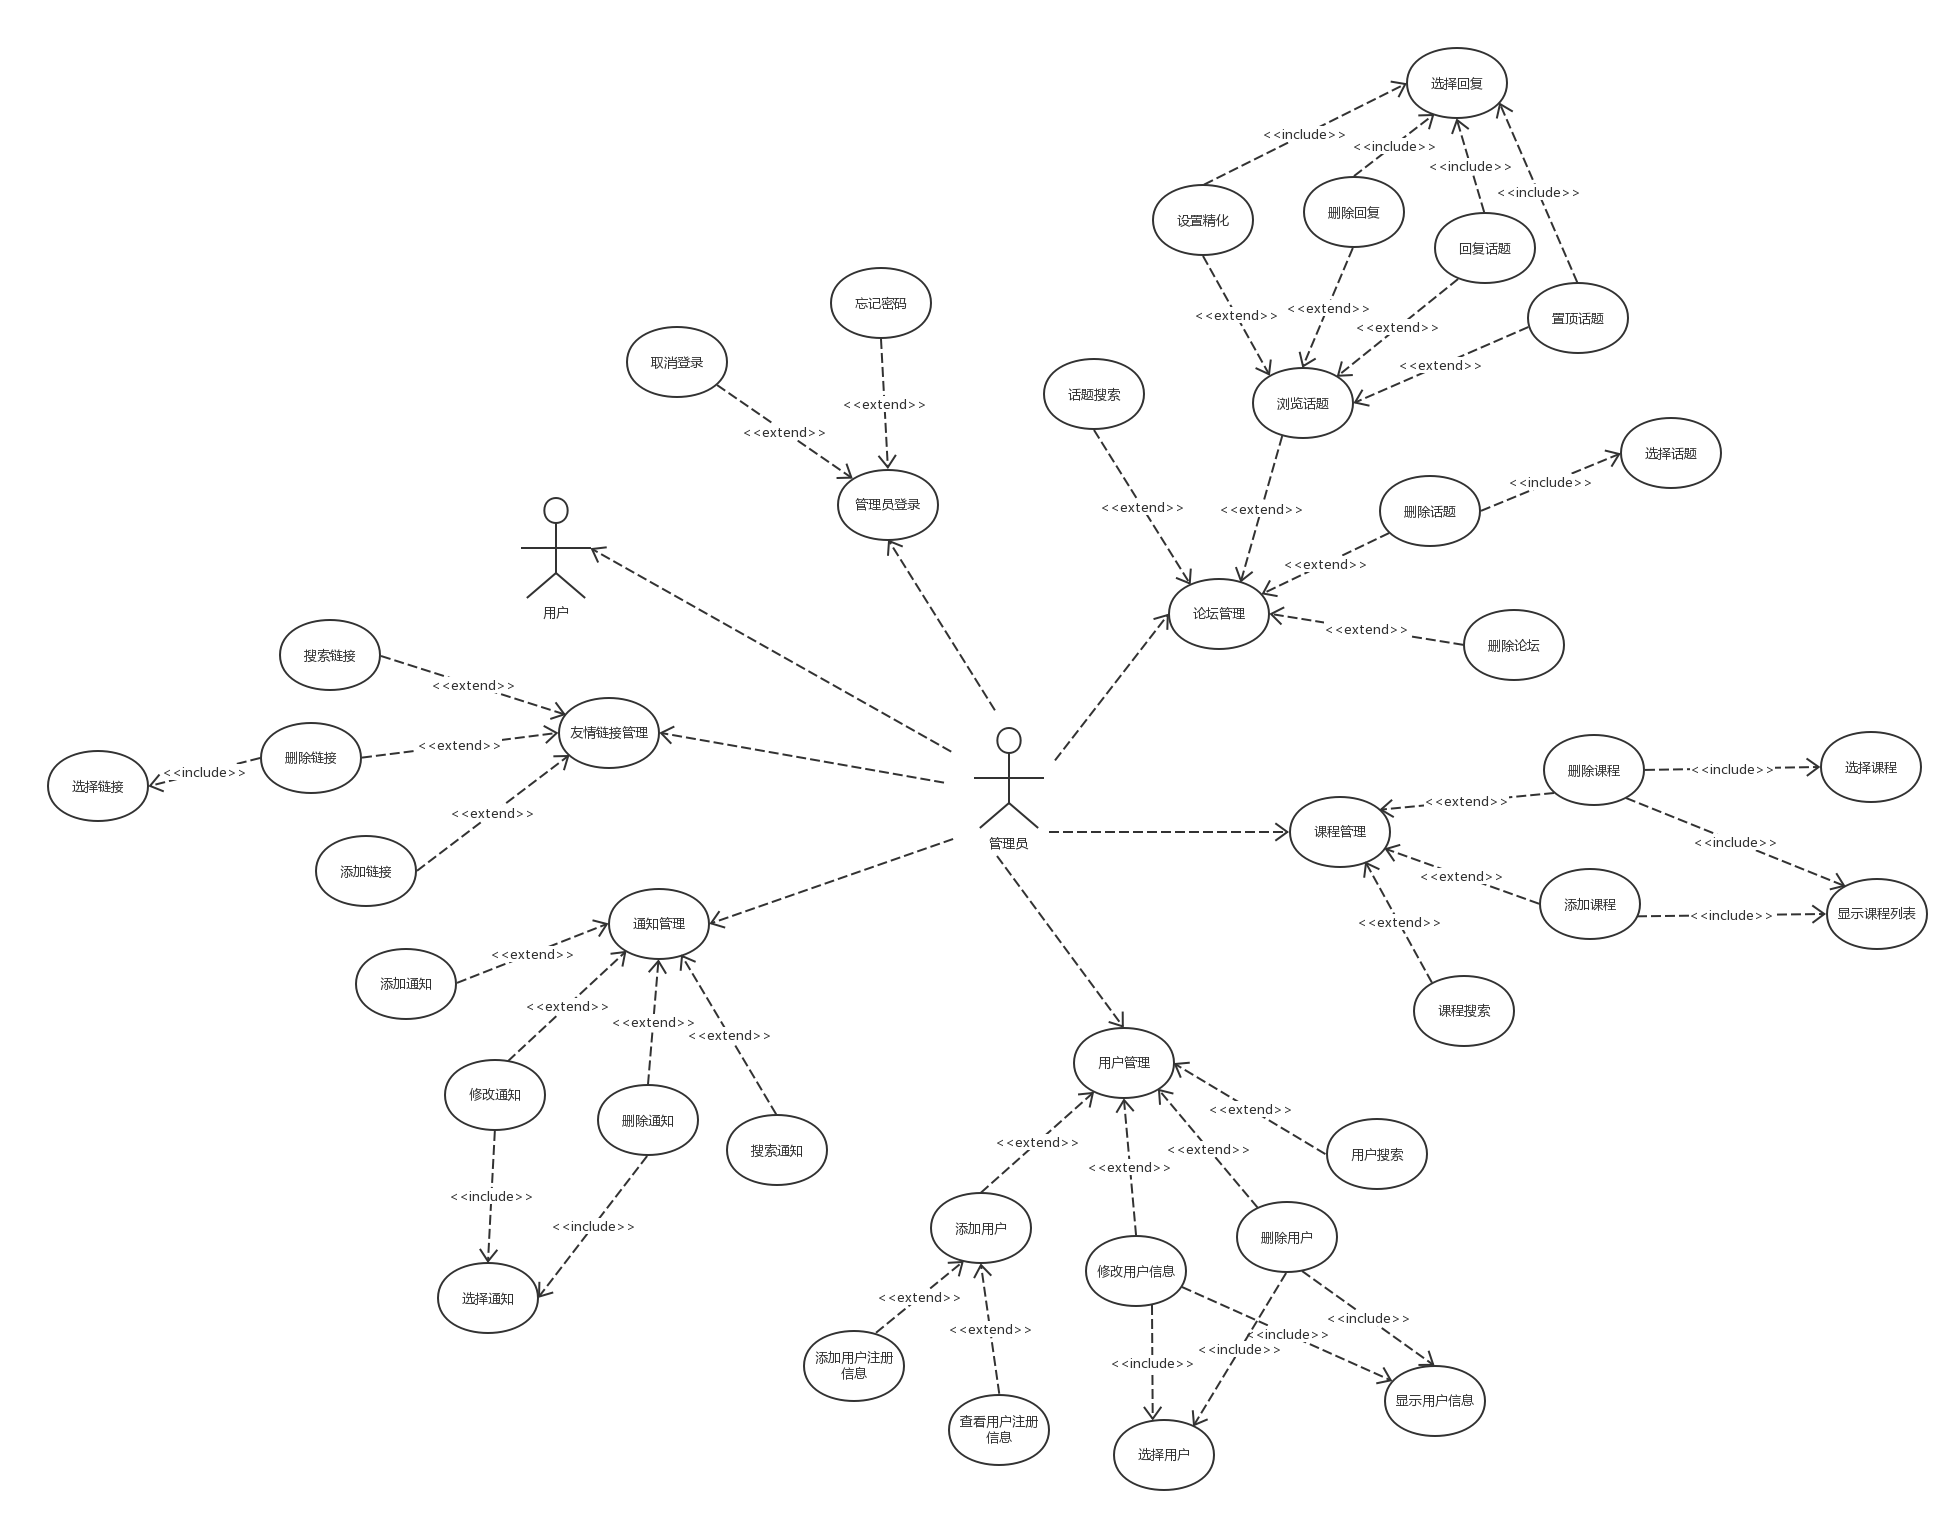 选择回复
<<include>>
<<include>>
<<include>>
<<include>>
设置精化
删除回复
回复话题
置顶话题
<<extend>>
<<extend>>
<<extend>>
<<extend>>
忘记密码
取消登录
<<extend>>
<<extend>>
管理员登录
话题搜索
浏览话题
<<extend>>
<<extend>>
选择话题
<<include>>
删除话题
<<extend>>
论坛管理
<<extend>>
删除论坛
用户
搜索链接
<<extend>>
友情链接管理
删除链接
<<extend>>
<<include>>
选择链接
<<extend>>
添加链接
管理员
删除课程
<<include>>
选择课程
<<extend>>
课程管理
<<include>>
<<extend>>
添加课程
<<include>>
显示课程列表
<<extend>>
课程搜索
通知管理
<<extend>>
添加通知
<<extend>>
<<extend>>
<<extend>>
修改通知
删除通知
搜索通知
<<include>>
<<include>>
选择通知
用户管理
<<extend>>
<<extend>>
<<extend>>
<<extend>>
用户搜索
添加用户
修改用户信息
删除用户
<<extend>>
<<extend>>
<<include>>
<<include>>
<<include>>
<<include>>
添加用户注册
信息
查看用户注册
信息
显示用户信息
选择用户